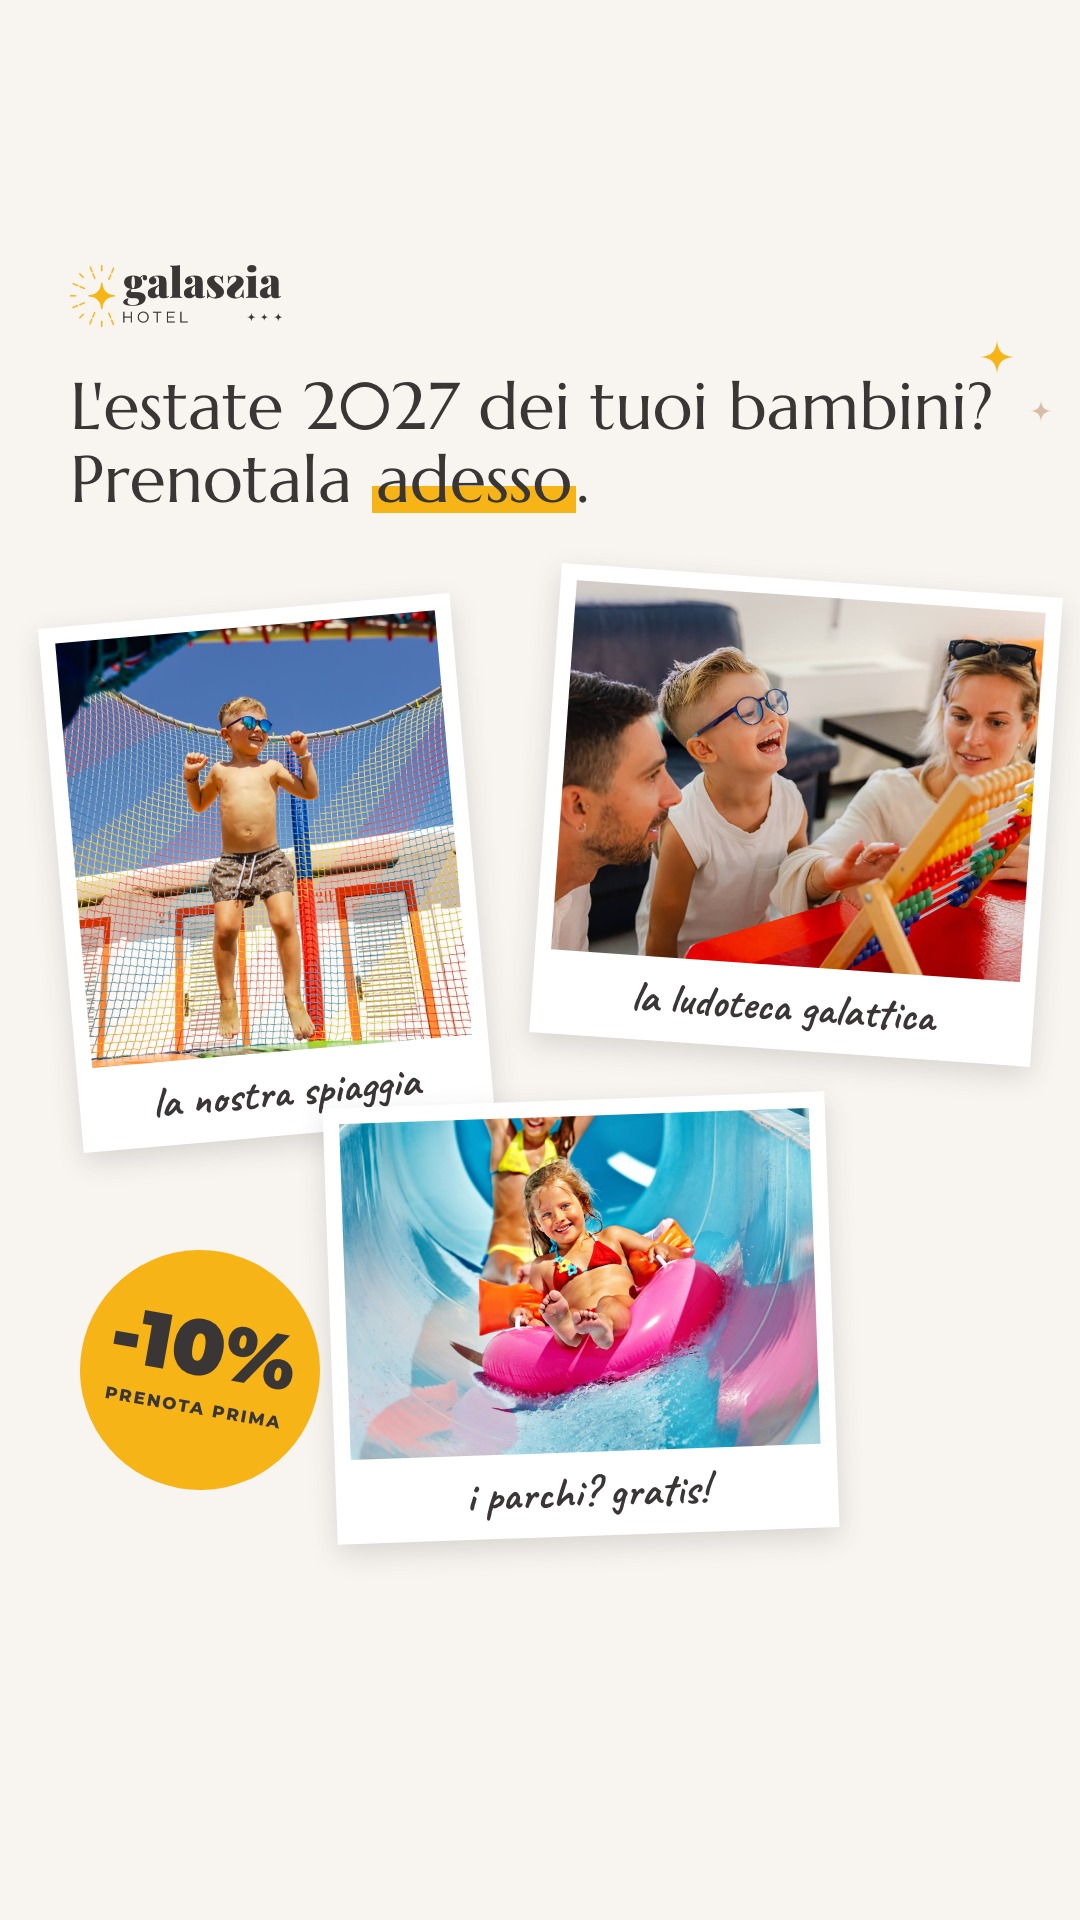 galassia
HOTEL
L'estate 2027 dei tuoi bambini?
Prenotala adesso.
la ludoteca galattica
la nostra spiaggia
-10%
PRENOTA PRIMA
i parchi? gratis!